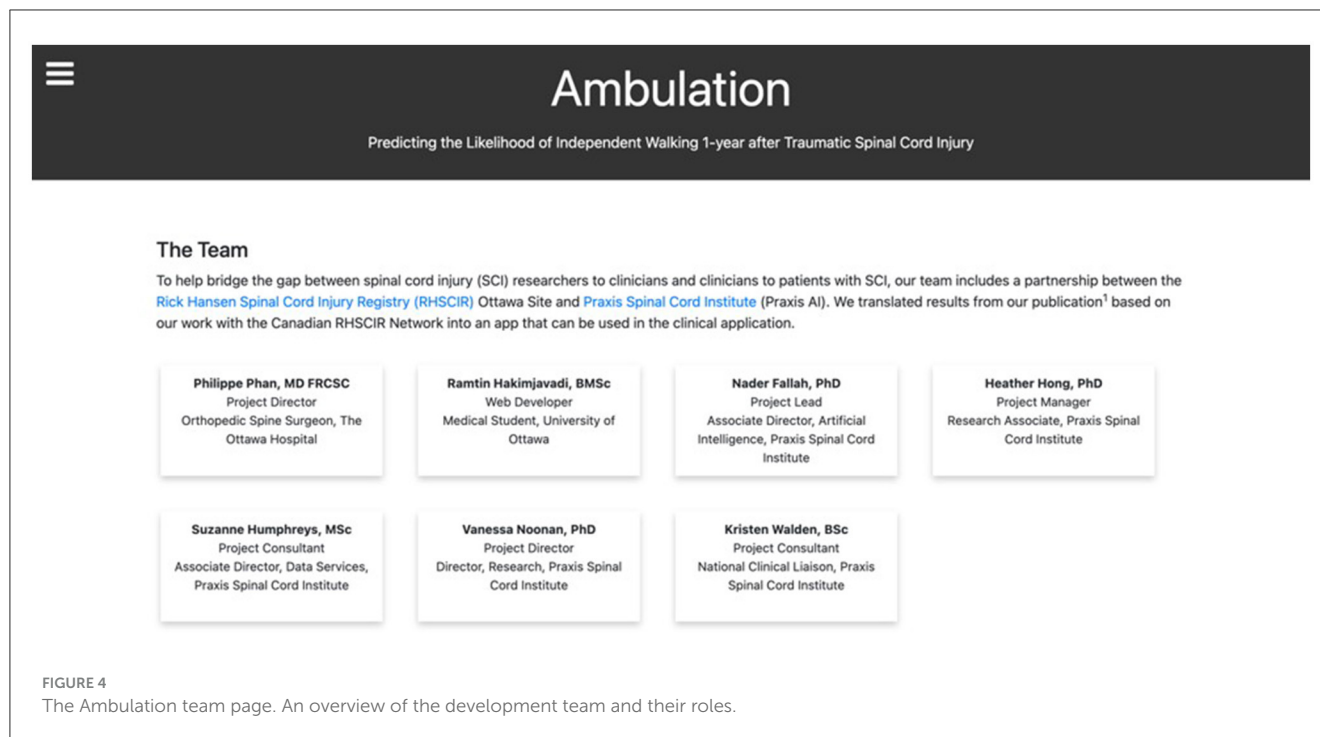 Ambulation
Predicting the Likelihood of Independent Walking 1-year after Traumatic Spinal Cord Injury
The Team
To help bridge the gap between spinal cord injury (SCI) researchers to clinicians and clinicians to patients with SCI, our team includes a partnership between the
Rick Hansen Spinal Cord Injury Registry (RHSCIR) Ottawa Site and Praxis Spinal Cord Institute (Praxis AI). We translated results from our publication¹ based on
our work with the Canadian RHSCIR Network into an app that can be used in the clinical application.
Philippe Phan, MD FRCSC
Project Director
Orthopedic Spine Surgeon, The
Ottawa Hospital
Ramtin Hakimjavadi, BMSc
Web Developer
Medical Student, University of
Ottawa
Nader Fallah, PhD
Project Lead
Associate Director, Artificial
Intelligence, Praxis Spinal Cord
Institute
Heather Hong, PhD
Project Manager
Research Associate, Praxis Spinal
Cord Institute
Suzanne Humphreys, MSc
Project Consultant
Associate Director, Data Services,
Praxis Spinal Cord Institute
Vanessa Noonan, PhD
Project Director
Director, Research, Praxis Spinal
Cord Institute
Kristen Walden, BSc
Project Consultant
National Clinical Liaison, Praxis
Spinal Cord Institute
FIGURE 4
The Ambulation team page. An overview of the development team and their roles.